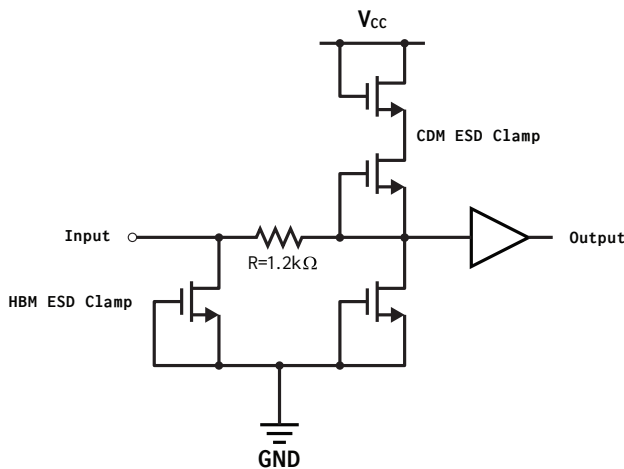 VCC
CDM ESD Clamp
Input
R=1.2kΩ
Output
HBM ESD Clamp
GND